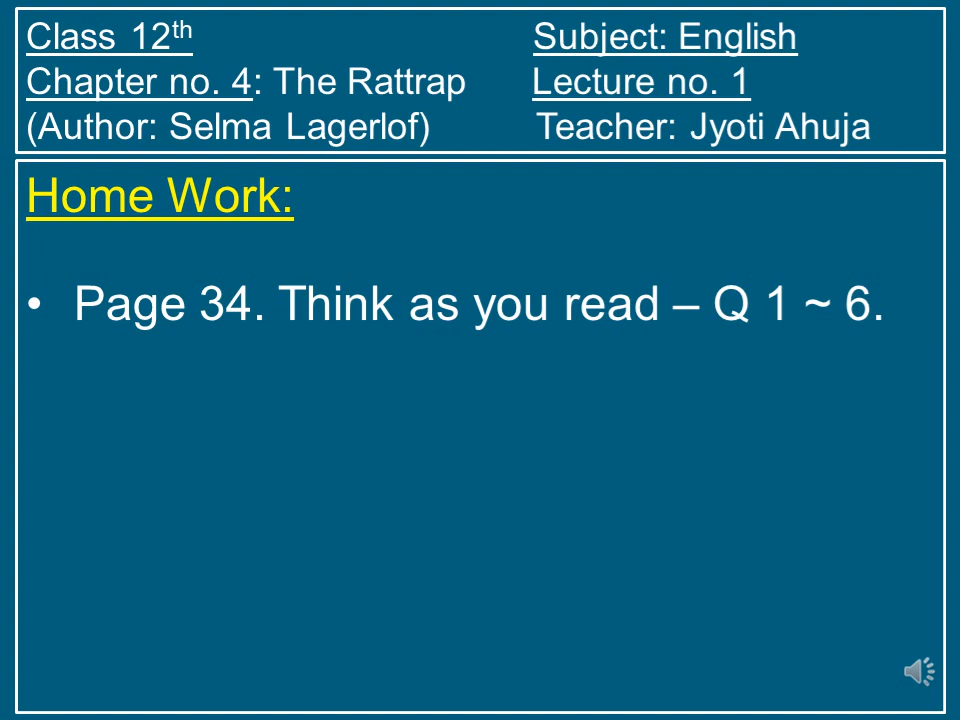 Class 12th Subject: English
Chapter no. 4: The Rattrap Lecture no. 1
(Author: Selma Lagerlof) Teacher: Jyoti Ahuja
Home Work:
• Page 34. Think as you read – Q 1 ~ 6.